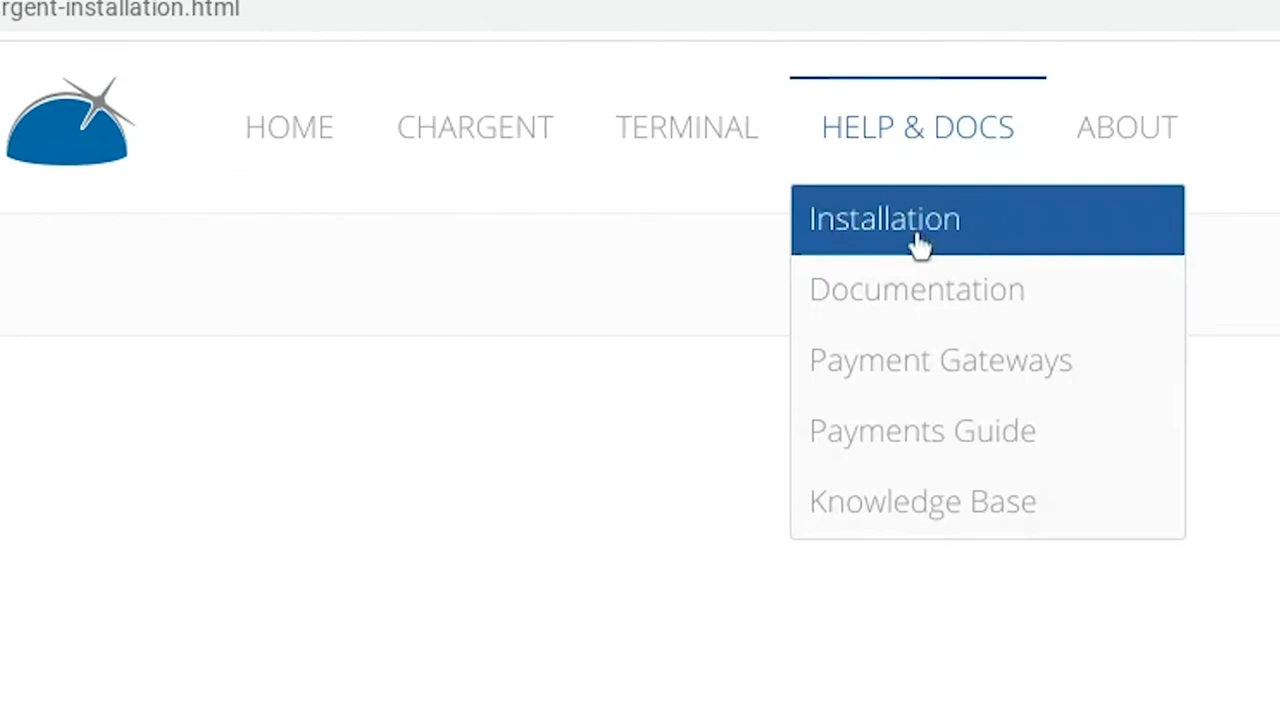 rgent-installation.html
HOME CHARGENT TERMINAL HELP & DOCS ABOUT
Installation
Documentation
Payment Gateways
Payments Guide
Knowledge Base